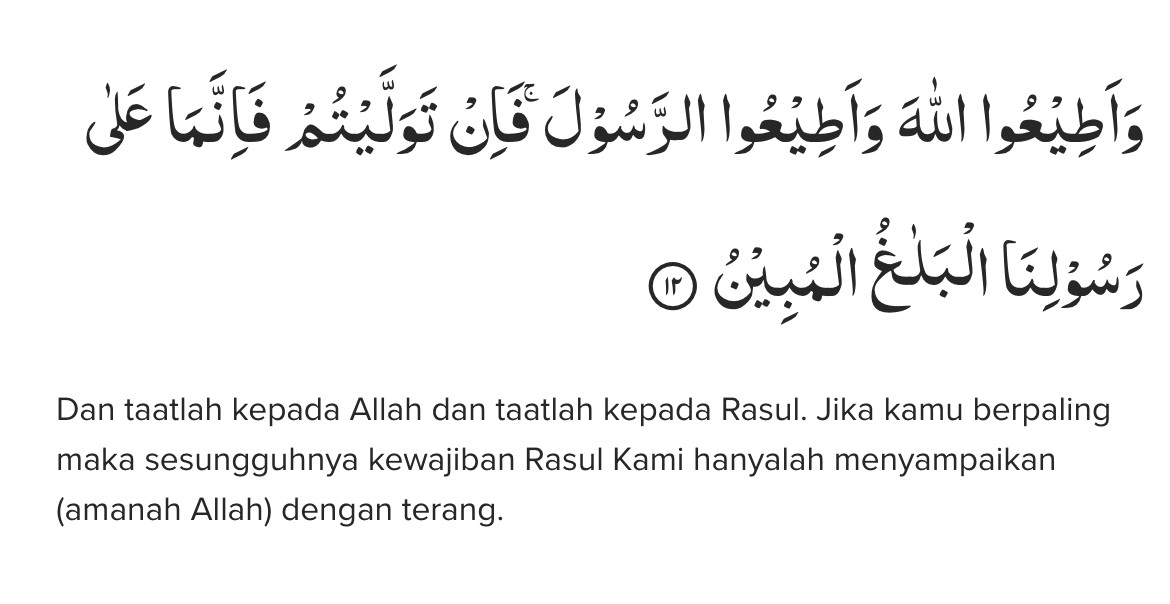 وَاَطِيْعُوا اللّٰهَ وَاَطِيْعُوا الرَّسُوْلَۚ فَاِنْ تَوَلَّيْتُمْ فَاِنَّمَا عَلٰى
رَسُوْلِنَا الْبَلٰغُ الْمُبِيْنُ ۝١٢
Dan taatlah kepada Allah dan taatlah kepada Rasul. Jika kamu berpaling
maka sesungguhnya kewajiban Rasul Kami hanyalah menyampaikan
(amanah Allah) dengan terang.